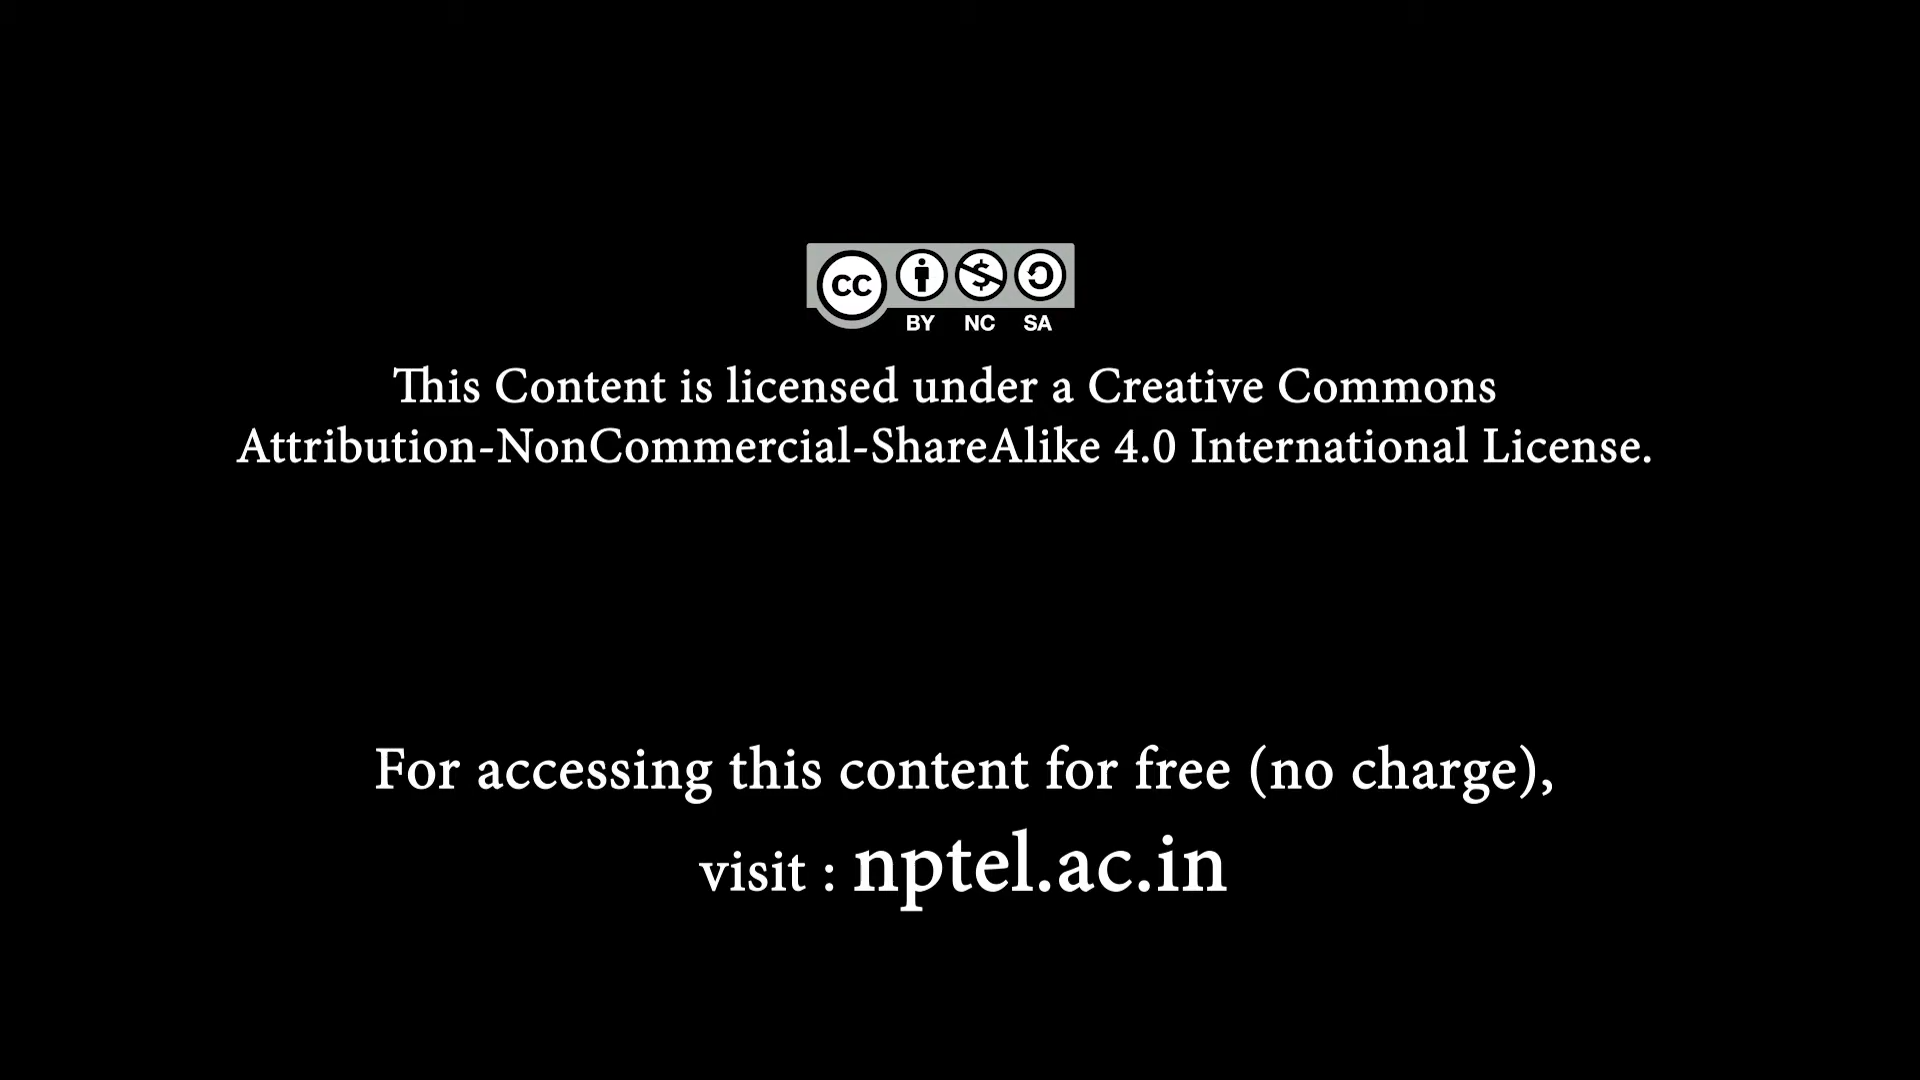 CC BY NC SA
This Content is licensed under a Creative Commons
Attribution-NonCommercial-ShareAlike 4.0 International License.
For accessing this content for free (no charge),
visit : nptel.ac.in